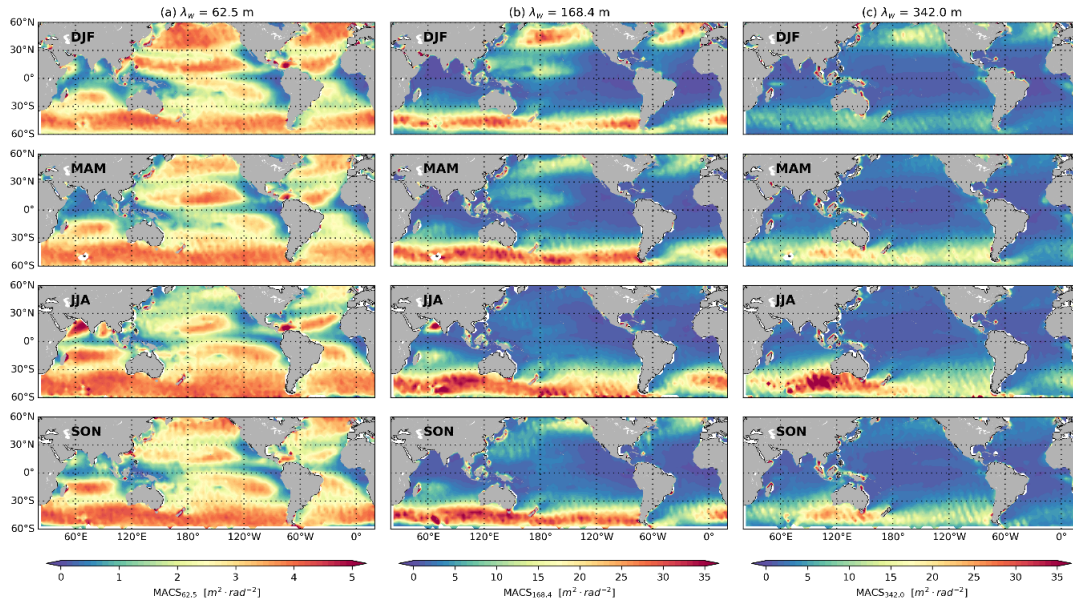 (a) λ_w = 62.5 m
(b) λ_w = 168.4 m
(c) λ_w = 342.0 m
60°N DJF DJF DJF
30°N
0°
30°S
60°S
60°N MAM MAM MAM
30°N
0°
30°S
60°S
60°N JJA JJA JJA
30°N
0°
30°S
60°S
60°N SON SON SON
30°N
0°
30°S
60°S
60°E 120°E 180° 120°W 60°W 0° 60°E 120°E 180° 120°W 60°W 0° 60°E 120°E 180° 120°W 60°W 0°
0 1 2 3 4 5
MACS₆₂.₅ [m² · rad⁻²]
0 5 10 15 20 25 30 35
MACS₁₆₈.₄ [m² · rad⁻²]
0 5 10 15 20 25 30 35
MACS₃₄₂.₀ [m² · rad⁻²]